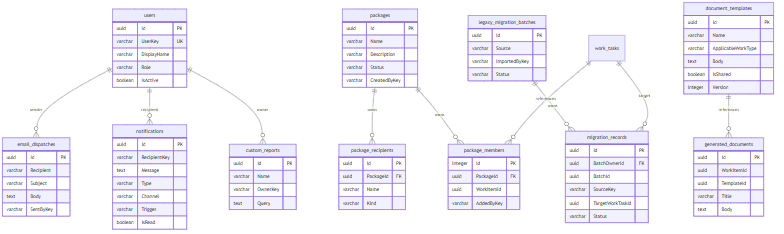 users
uuid Id PK
varchar UserKey UK
varchar DisplayName
varchar Role
boolean IsActive
packages
uuid Id PK
varchar Name
varchar Description
varchar Status
varchar CreatedByKey
legacy_migration_batches
uuid Id PK
varchar Source
varchar ImportedByKey
varchar Status
work_tasks
document_templates
uuid Id PK
varchar Name
varchar ApplicableWorkType
text Body
boolean IsShared
integer Vendor
sends
recipient
owner
owns
owns
references
owns
target
references
email_dispatches
uuid Id PK
varchar Recipient
varchar Subject
text Body
varchar SentByKey
notifications
uuid Id PK
varchar RecipientKey
text Message
varchar Type
varchar Channel
varchar Trigger
boolean IsRead
custom_reports
uuid Id PK
varchar Name
varchar OwnerKey
text Query
package_recipients
uuid Id PK
uuid PackageId FK
varchar Name
varchar Kind
package_members
integer Id PK
uuid PackageId FK
uuid WorkItemId
varchar AddedByKey
migration_records
uuid Id PK
uuid BatchOwnerId FK
uuid BatchId
varchar SourceKey
uuid TargetWorkTaskId
varchar Status
generated_documents
uuid Id PK
uuid WorkItemId
uuid TemplateId
varchar Title
text Body